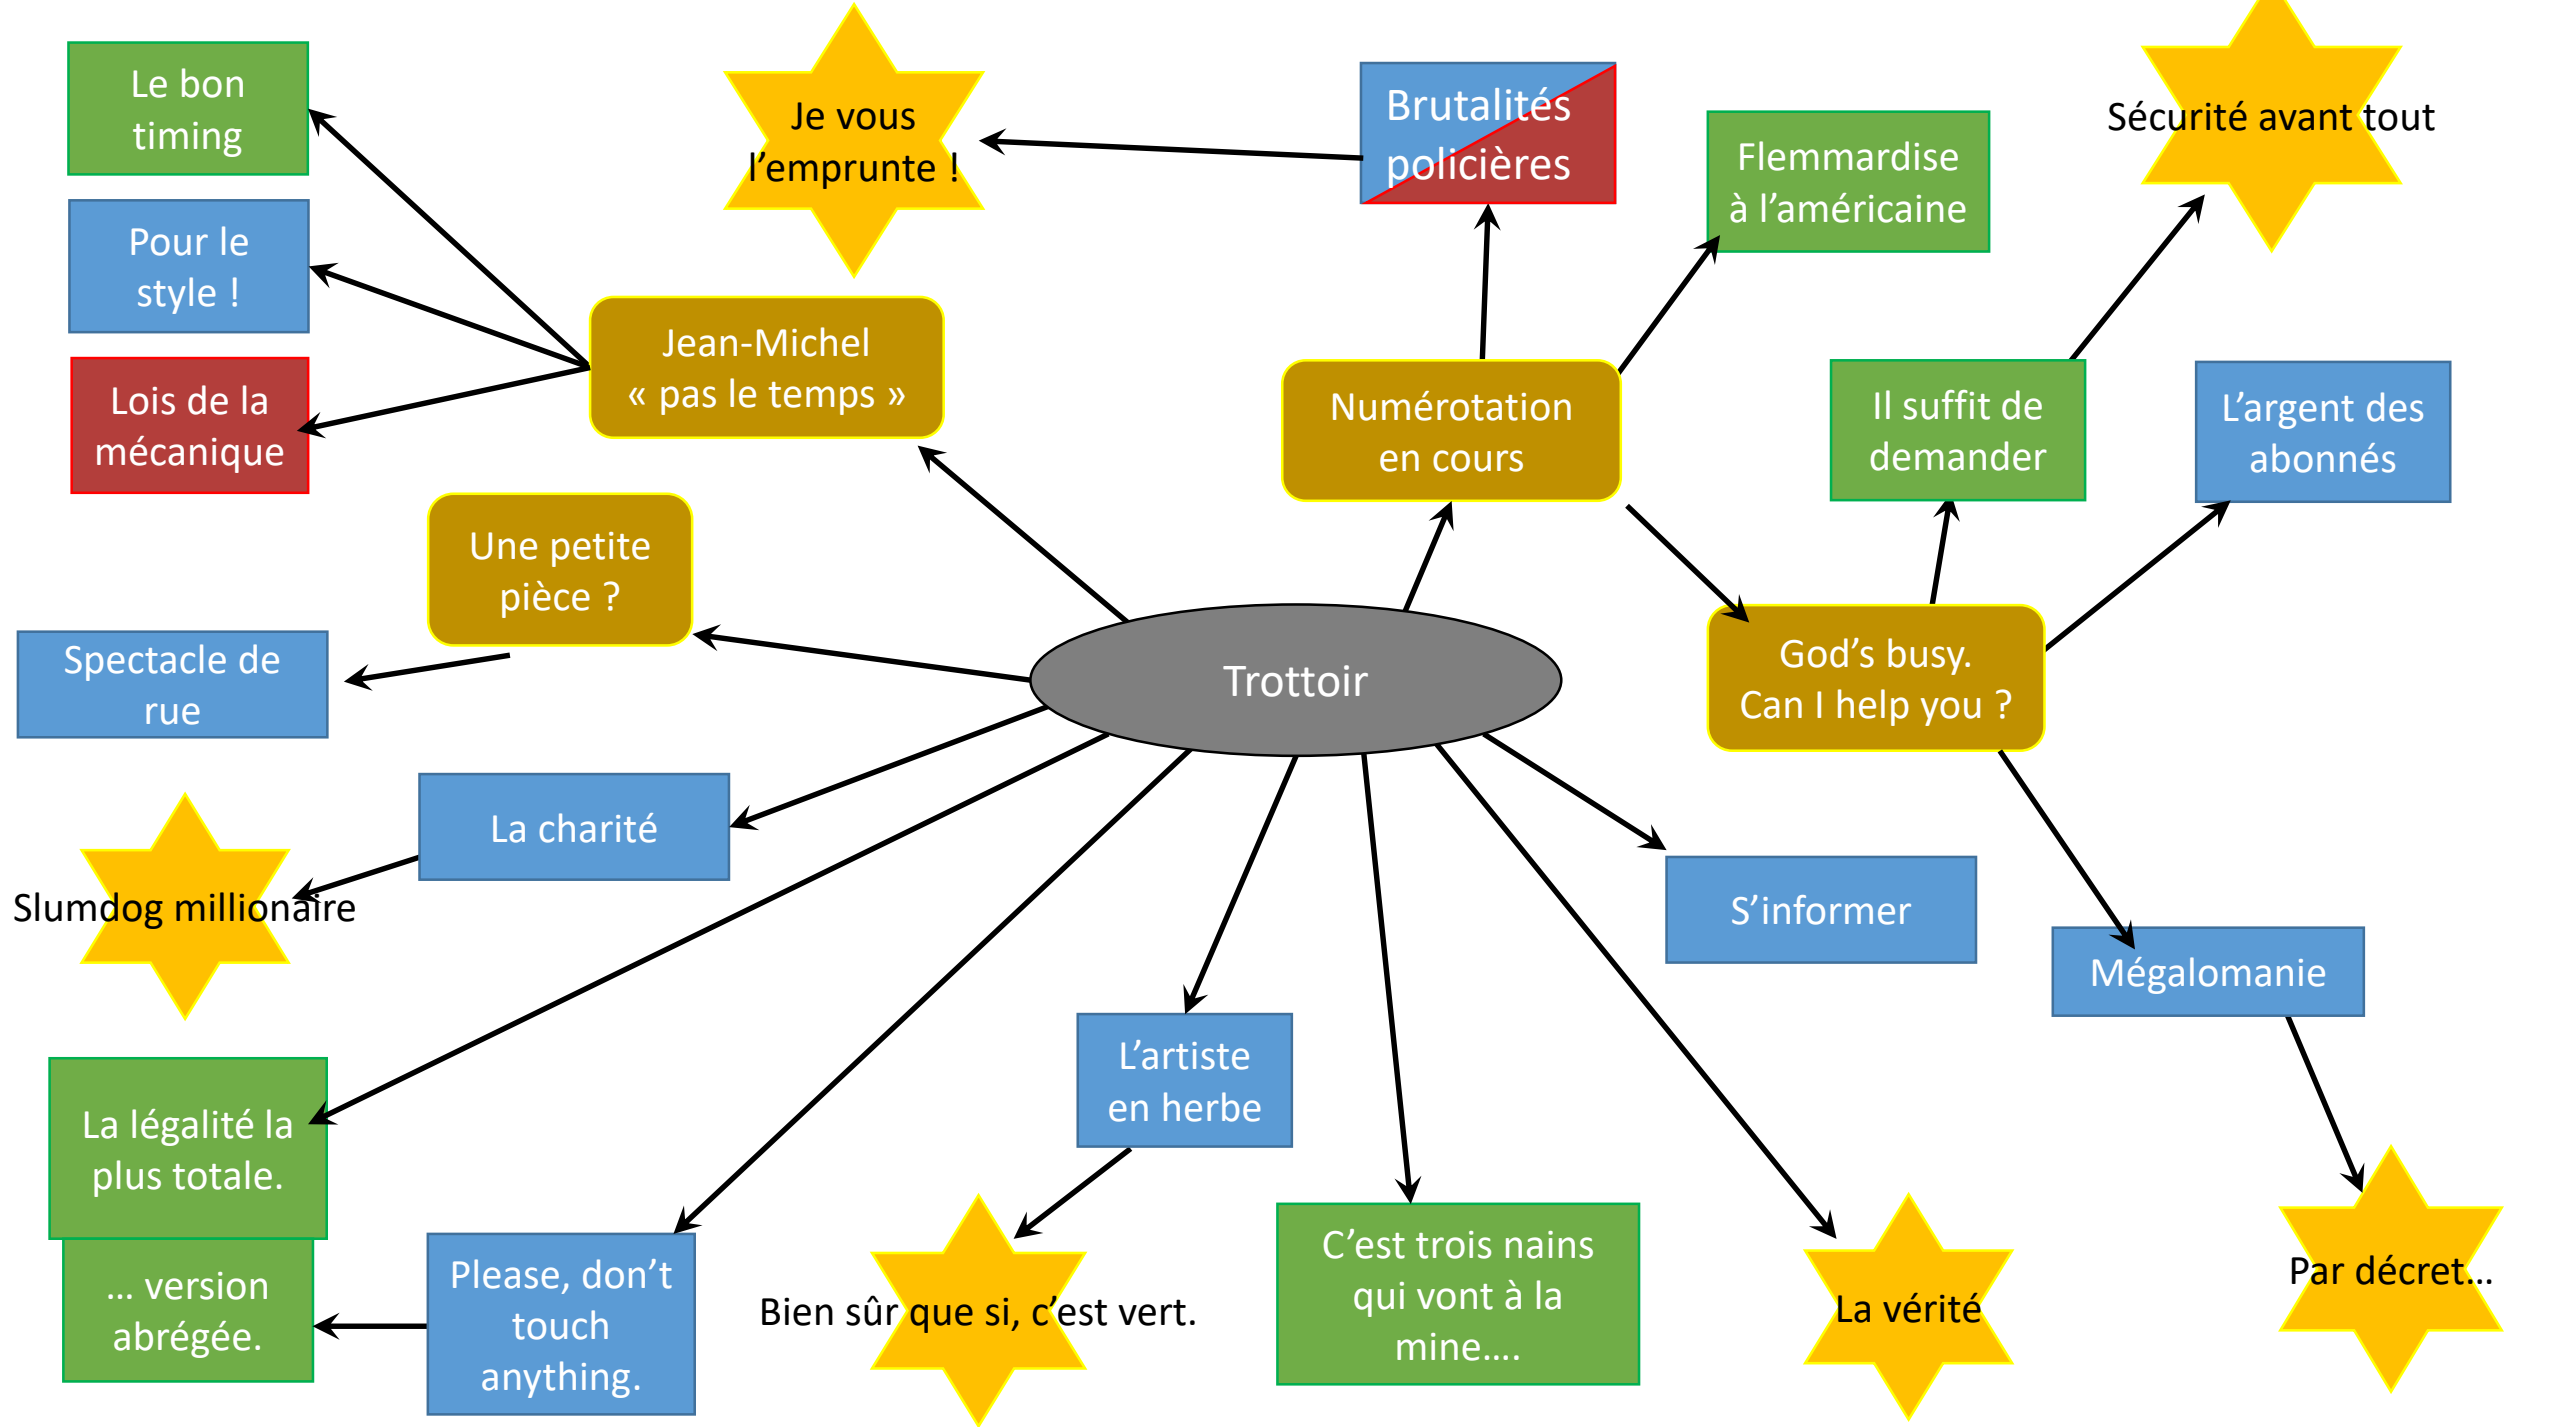 Le bon
timing
Je vous
l’emprunte !
Brutalités
policières
Flemmardise
à l’américaine
Sécurité avant tout
Pour le
style !
Lois de la
mécanique
Jean-Michel
« pas le temps »
Numérotation
en cours
Il suffit de
demander
L’argent des
abonnés
Une petite
pièce ?
Spectacle de
rue
Trottoir
God’s busy.
Can I help you ?
La charité
Slumdog millionaire
S’informer
Mégalomanie
La légalité la
plus totale.
… version
abrégée.
Please, don’t
touch
anything.
L’artiste
en herbe
Bien sûr que si, c’est vert.
C’est trois nains
qui vont à la
mine….
La vérité
Par décret…